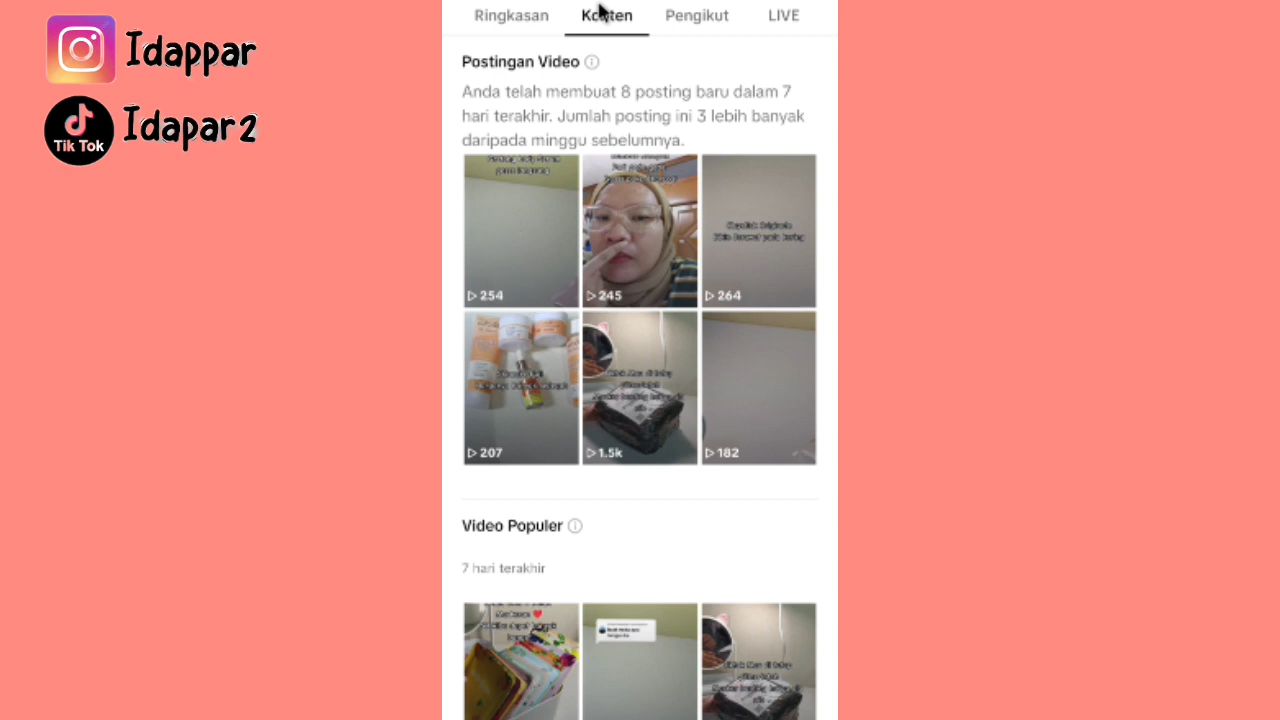 Idappar
Tik Tok
Idapar2
Ringkasan
Konten
Pengikut
LIVE
Postingan Video
Anda telah membuat 8 posting baru dalam 7
hari terakhir. Jumlah posting ini 3 lebih banyak
daripada minggu sebelumnya.
254
245
264
207
1.5k
182
Video Populer
7 hari terakhir